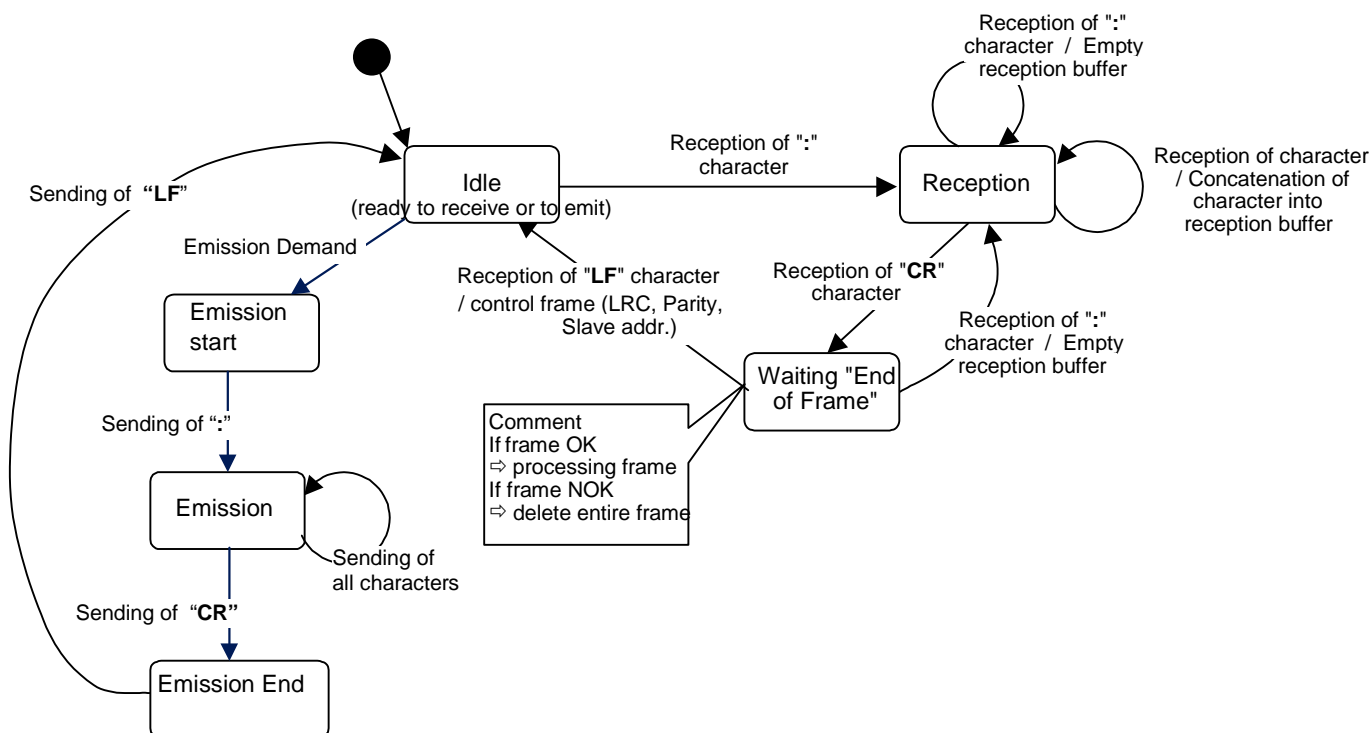 Reception of ":"
character / Empty
reception buffer
Reception of ":"
character
Idle
(ready to receive or to emit)
Reception
Reception of character
/ Concatenation of
character into
reception buffer
Sending of “LF”
Emission Demand
Reception of "LF" character
/ control frame (LRC, Parity,
Slave addr.)
Reception of "CR"
character
Reception of ":"
character / Empty
reception buffer
Emission
start
Waiting "End
of Frame"
Sending of “:”
Comment
If frame OK
⇨ processing frame
If frame NOK
⇨ delete entire frame
Emission
Sending of
all characters
Sending of “CR”
Emission End